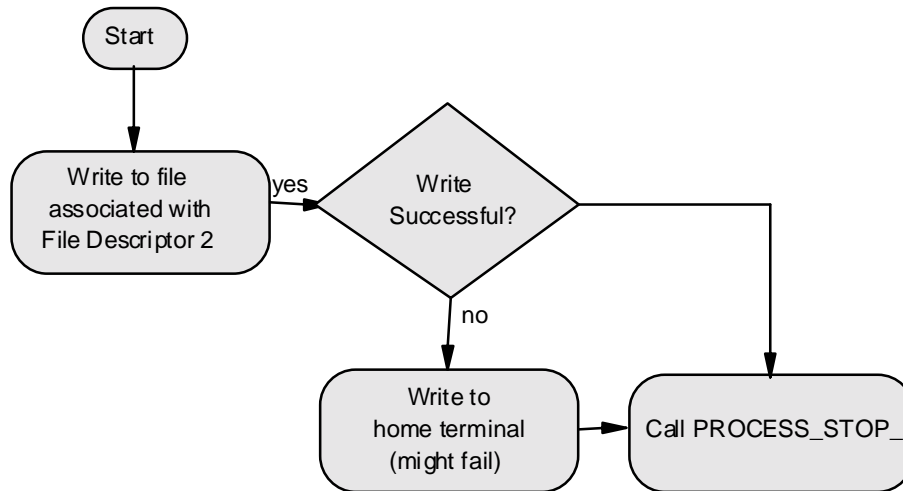 Start
Write to file
associated with
File Descriptor 2
yes
Write
Successful?
no
Write to
home terminal
(might fail)
Call PROCESS_STOP_